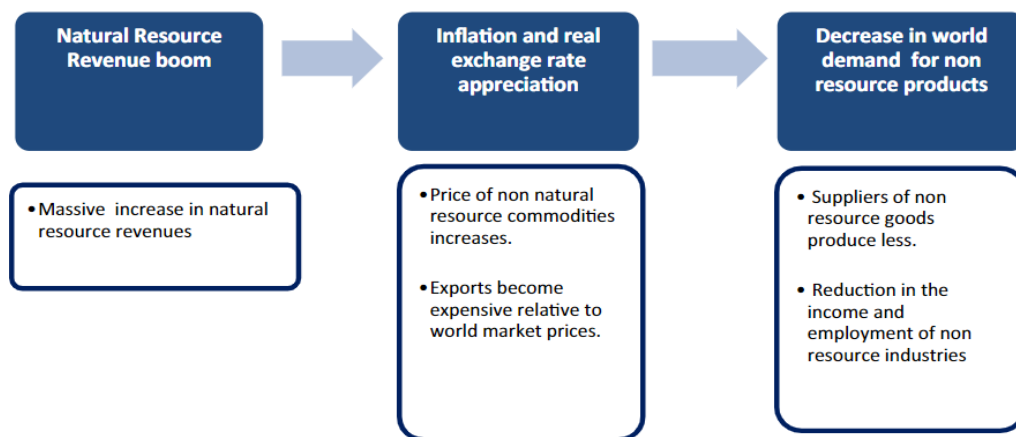 Natural Resource
Revenue boom
Inflation and real
exchange rate
appreciation
Decrease in world
demand for non
resource products
•Massive increase in natural
resource revenues
•Price of non natural
resource commodities
increases.
•Exports become
expensive relative to
world market prices.
• Suppliers of non
resource goods
produce less.
• Reduction in the
income and
employment of non
resource industries